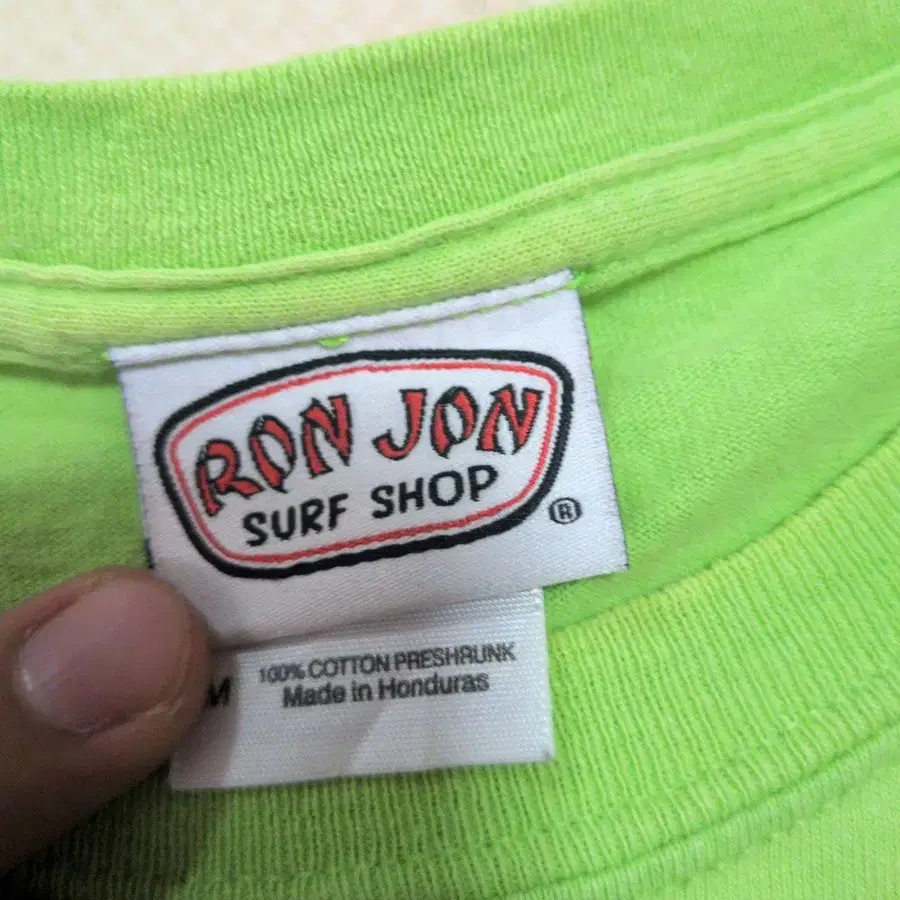 RON JON
SURF SHOP
®
M
100% COTTON PRESHRUNK
Made in Honduras